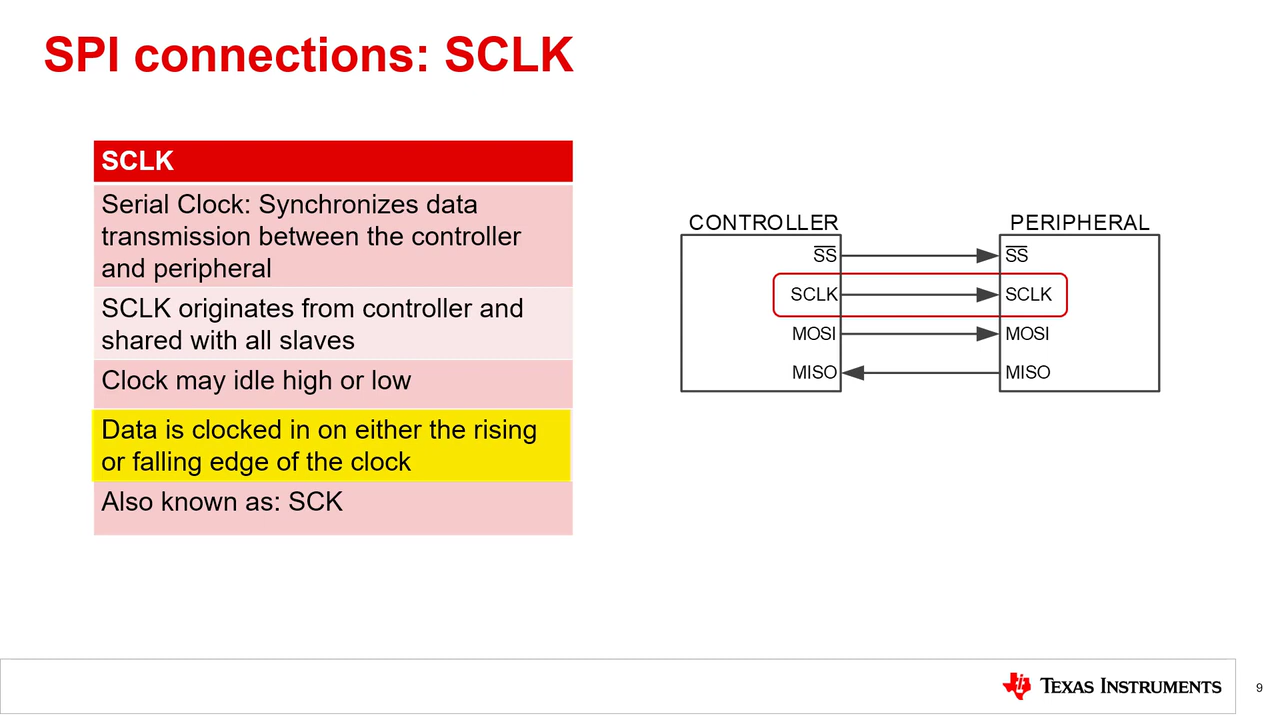 SPI connections: SCLK
SCLK
Serial Clock: Synchronizes data
transmission between the controller
and peripheral
SCLK originates from controller and
shared with all slaves
Clock may idle high or low
Data is clocked in on either the rising
or falling edge of the clock
Also known as: SCK
CONTROLLER
PERIPHERAL
S̅S̅
S̅S̅
SCLK
SCLK
MOSI
MOSI
MISO
MISO
TEXAS INSTRUMENTS
9